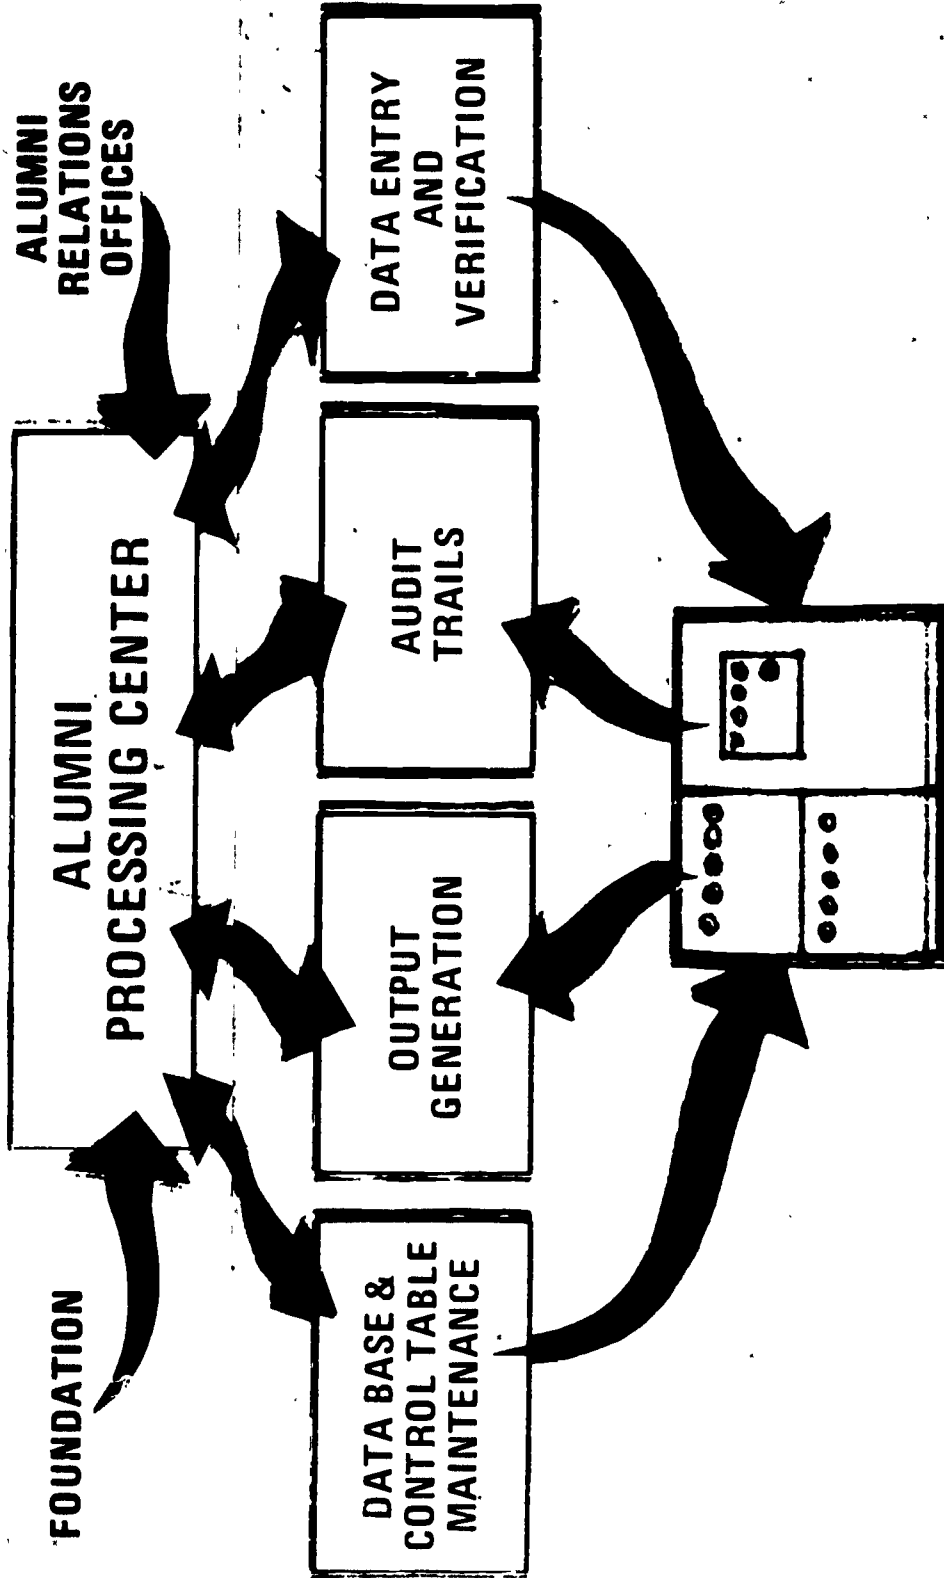 FOUNDATION
ALUMNI
RELATIONS
OFFICES
ALUMNI
PROCESSING CENTER
DATA BASE &
CONTROL TABLE
MAINTENANCE
OUTPUT
GENERATION
AUDIT
TRAILS
DATA ENTRY
AND
VERIFICATION